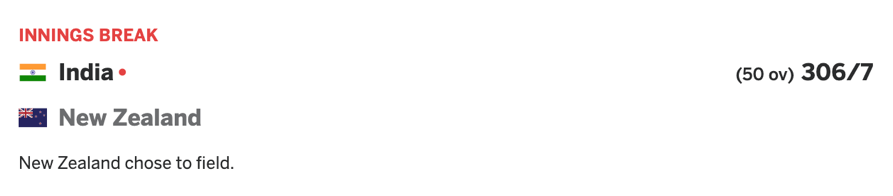 INNINGS BREAK
India (50 ov) 306/7
New Zealand
New Zealand chose to field.